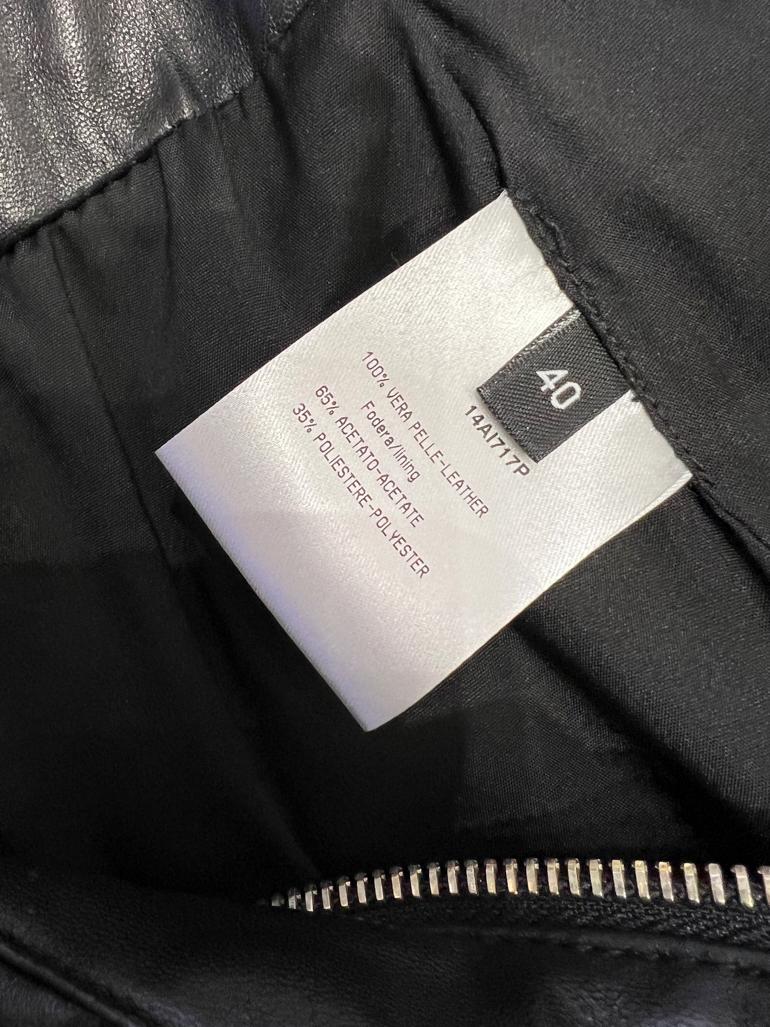 40
14AI717P
100% VERA PELLE-LEATHER
Fodera/lining
65% ACETATO-ACETATE
35% POLIESTERE-POLYESTER